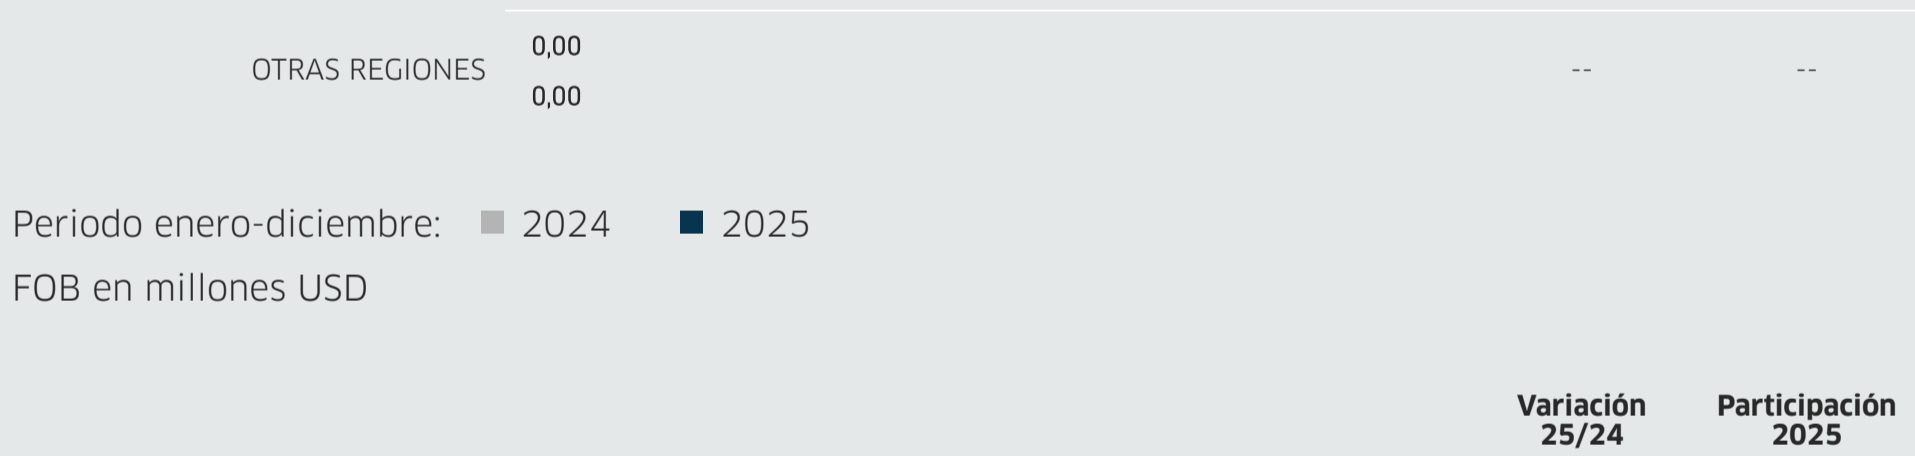 0,00
OTRAS REGIONES -- --
0,00
Periodo enero-diciembre: 2024 2025
FOB en millones USD
Variación Participación
25/24 2025